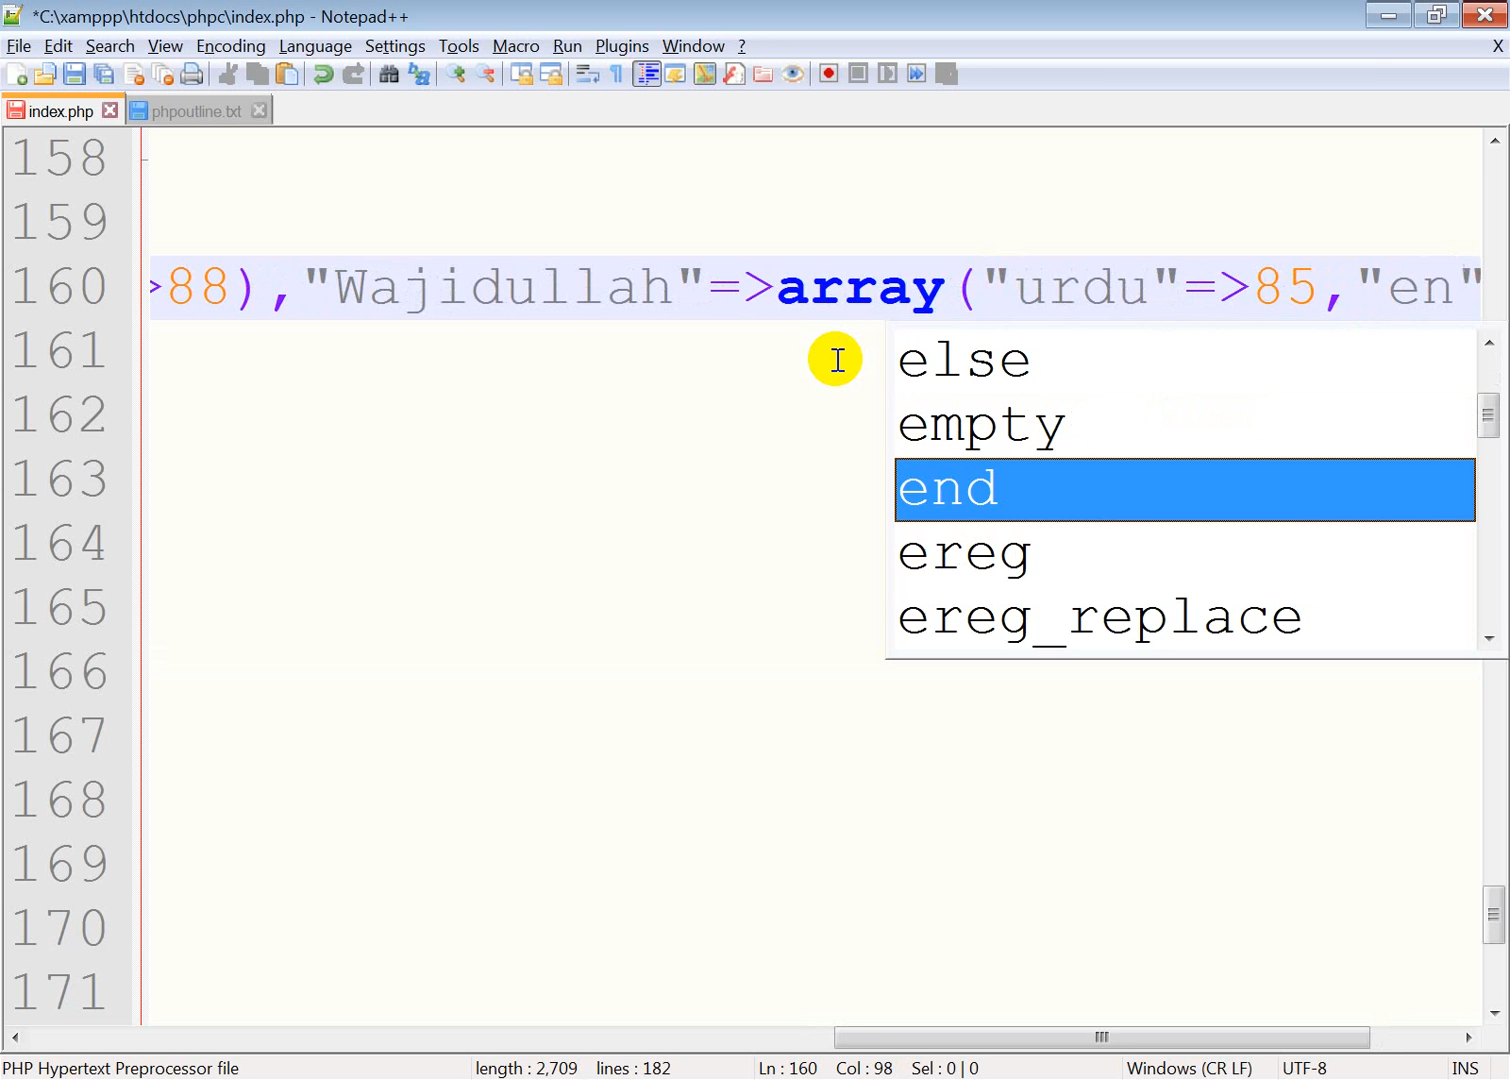 *C:\xamppp\htdocs\phpc\index.php - Notepad++
File Edit Search View Encoding Language Settings Tools Macro Run Plugins Window ? X
index.php phpoutline.txt
158
159
160 >88),"Wajidullah"=>array("urdu"=>85,"en"
161 else
162 empty
163 end
164 ereg
165 ereg_replace
166
167
168
169
170
171
PHP Hypertext Preprocessor file length : 2,709 lines : 182 Ln : 160 Col : 98 Sel : 0 | 0 Windows (CR LF) UTF-8 INS